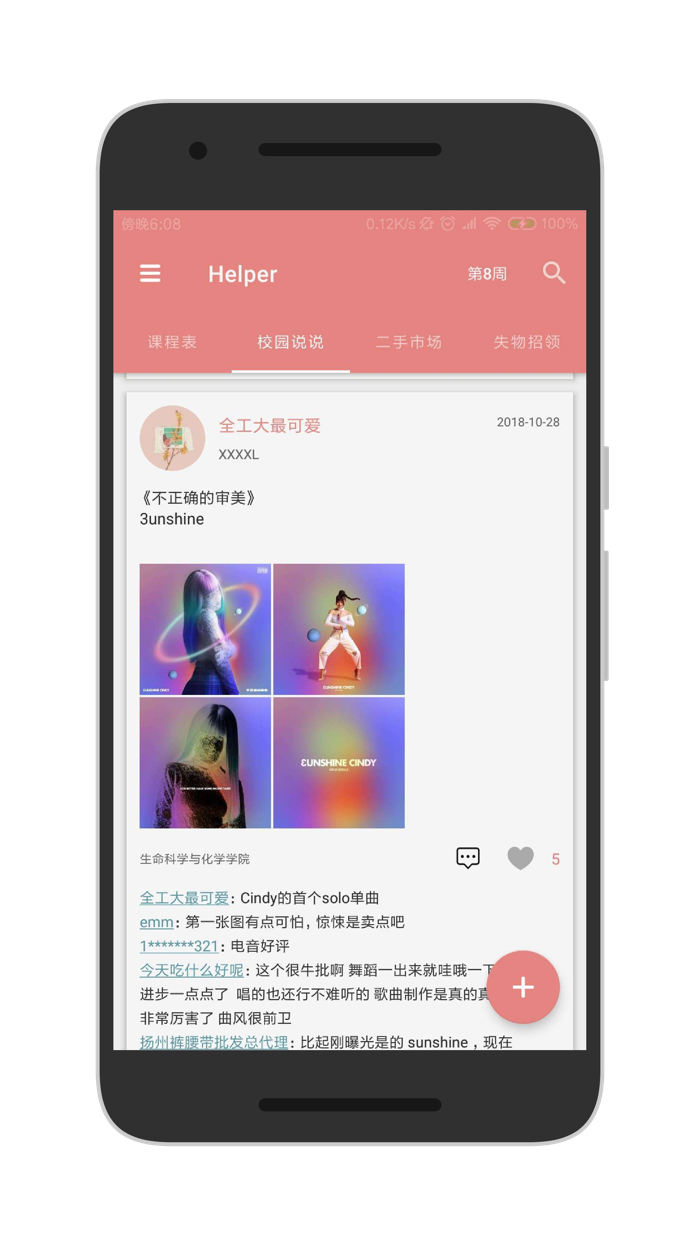 傍晚6:08 0.12K/s 100%
Helper 第8周
课程表 校园说说 二手市场 失物招领
全工大最可爱 2018-10-28
XXXXL
《不正确的审美》
3unshine
3UNSHINE CINDY
3UNSHINE CINDY
ƐUNSHINE CINDY
生命科学与化学学院 5
全工大最可爱: Cindy的首个solo单曲
emm: 第一张图有点可怕, 惊悚是卖点吧
1*******321: 电音好评
今天吃什么好呢: 这个很牛批啊 舞蹈一出来就哇哦一下
进步一点点了 唱的也还行不难听的 歌曲制作是真的真
非常厉害了 曲风很前卫
扬州裤腰带批发总代理: 比起刚曝光是的 sunshine , 现在